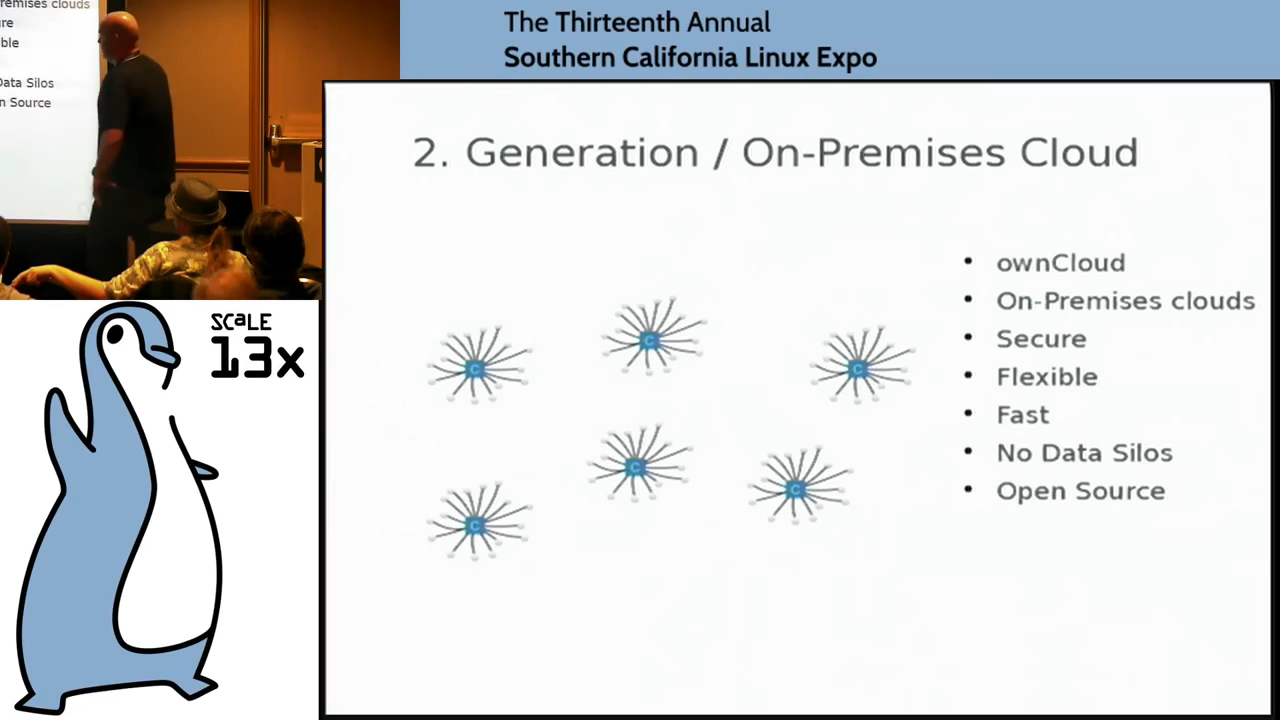 The Thirteenth Annual
Southern California Linux Expo
remises clouds
re
ble
Data Silos
n Source
SCALE
13x
2. Generation / On-Premises Cloud
• ownCloud
• On-Premises clouds
• Secure
• Flexible
• Fast
• No Data Silos
• Open Source
C
C
C
C
C
C